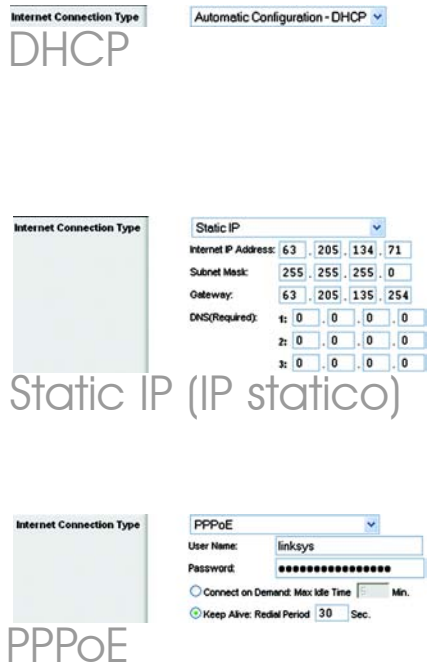 Internet Connection Type Automatic Configuration - DHCP
DHCP
Internet Connection Type Static IP
Internet IP Address: 63 . 205 . 134 . 71
Subnet Mask: 255 . 255 . 255 . 0
Gateway: 63 . 205 . 135 . 254
DNS(Required): 1: 0 . 0 . 0 . 0
2: 0 . 0 . 0 . 0
3: 0 . 0 . 0 . 0
Static IP (IP statico)
Internet Connection Type PPPoE
User Name: linksys
Password: ●●●●●●●●●●●●●●●●
Connect on Demand: Max Idle Time 5 Min.
Keep Alive: Redial Period 30 Sec.
PPPoE